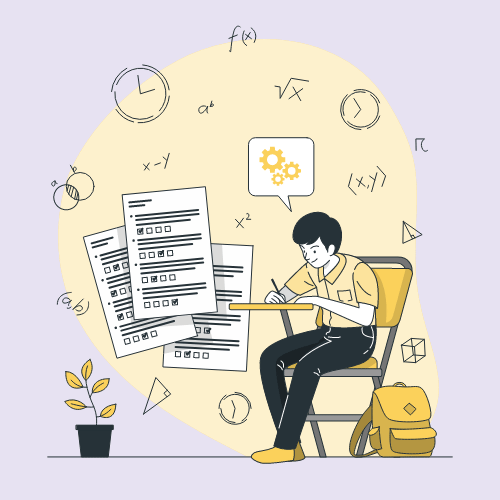 f(x)
√x
aᵇ
π
x-y
b
⟨x,y⟩
a
x²
(a,b)